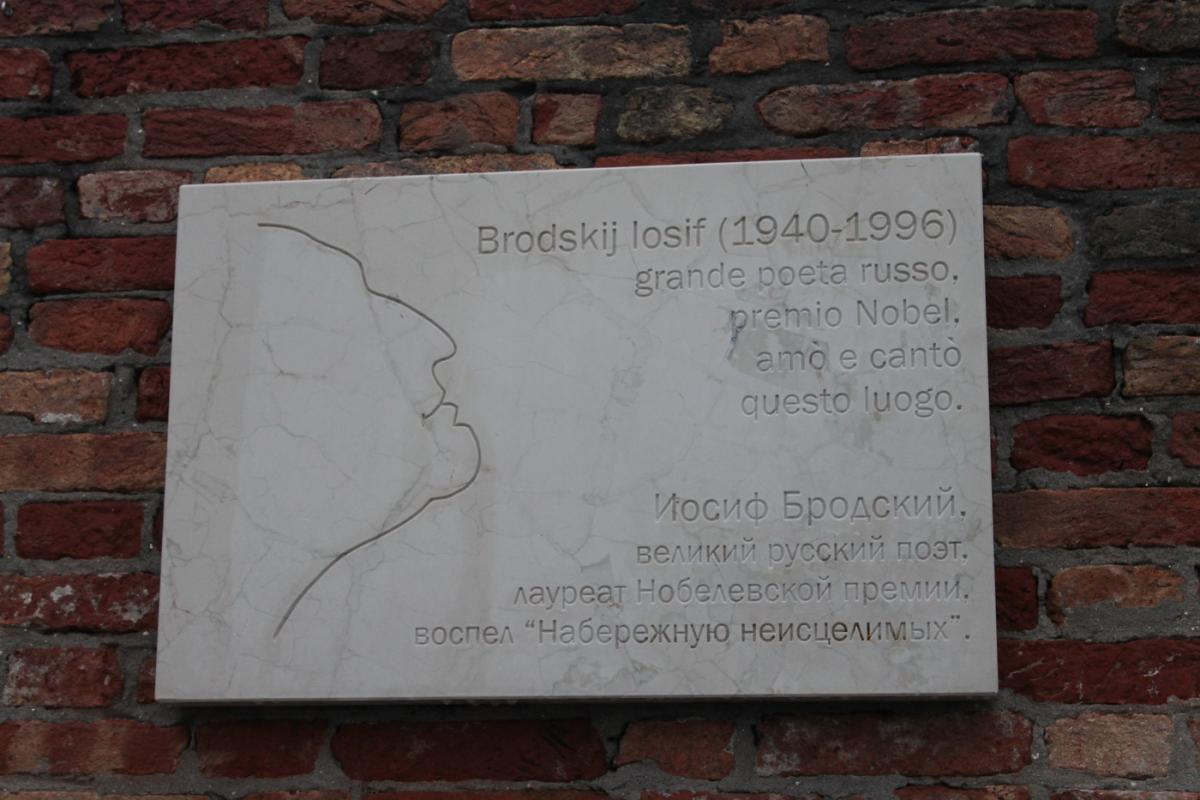 Brodskij Iosif (1940-1996)
grande poeta russo,
premio Nobel,
amò e cantò
questo luogo.
Иосиф Бродский,
великий русский поэт,
лауреат Нобелевской премии,
воспел “Набережную неисцелимых”.